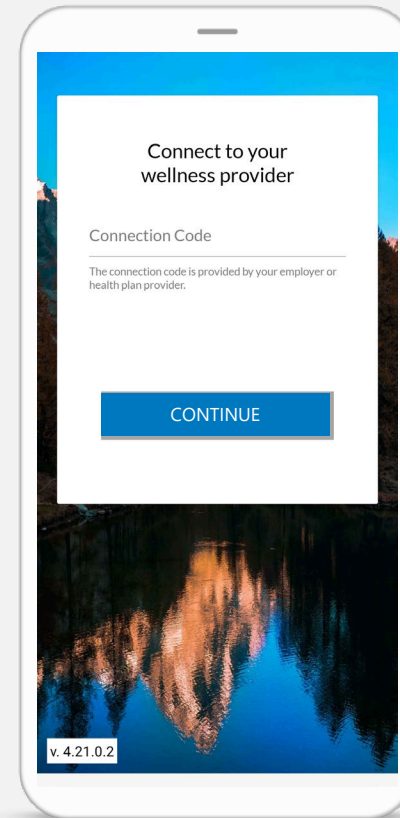 Connect to your
wellness provider
Connection Code
The connection code is provided by your employer or
health plan provider.
CONTINUE
v. 4.21.0.2